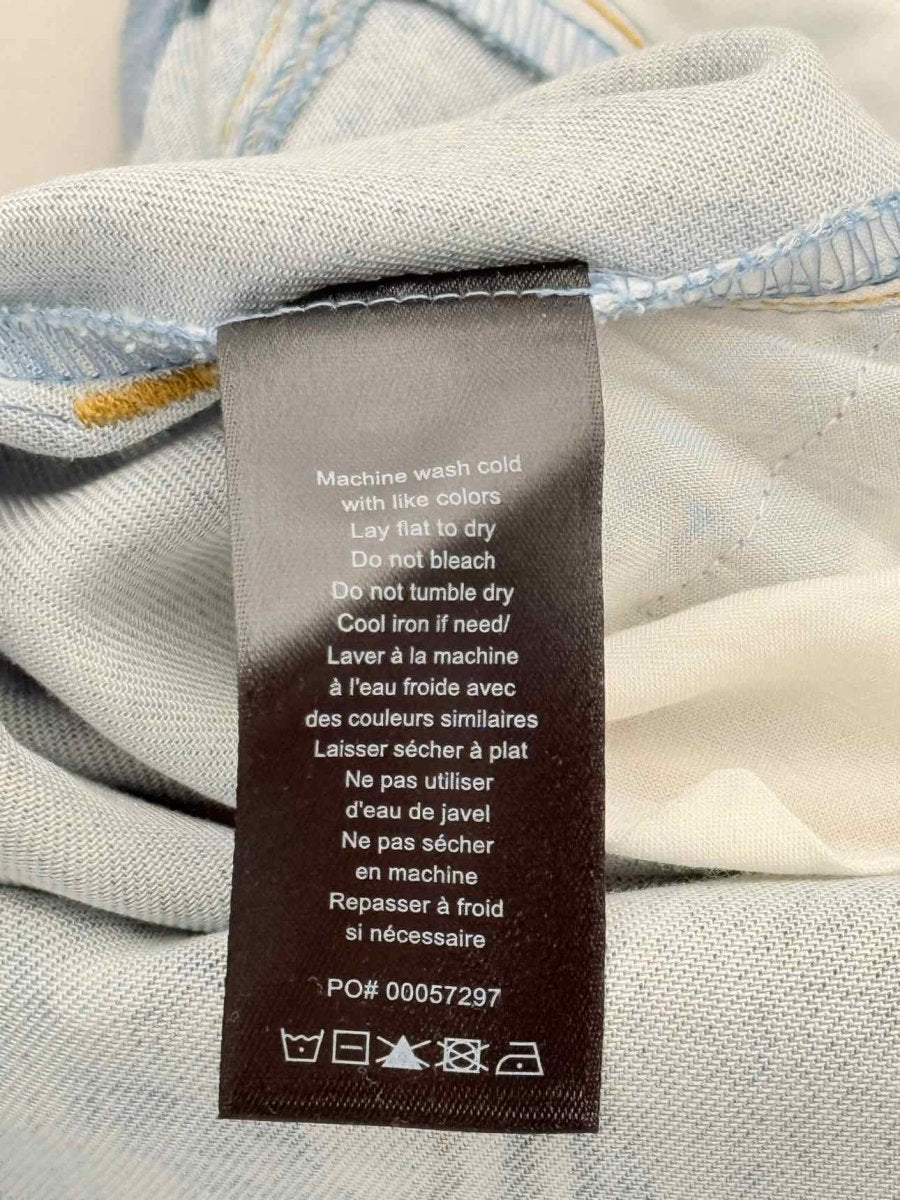 Machine wash cold
with like colors
Lay flat to dry
Do not bleach
Do not tumble dry
Cool iron if need/
Laver à la machine
à l'eau froide avec
des couleurs similaires
Laisser sécher à plat
Ne pas utiliser
d'eau de javel
Ne pas sécher
en machine
Repasser à froid
si nécessaire
PO# 00057297